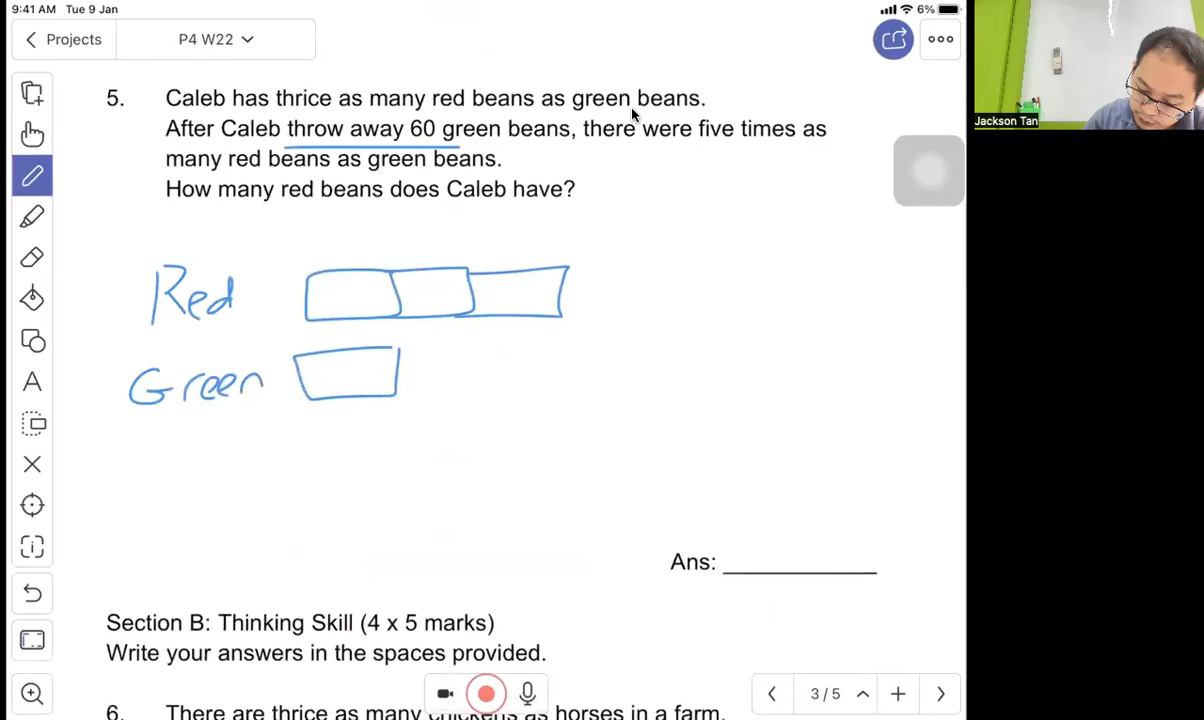 9:41 AM Tue 9 Jan
6%
Projects
P4 W22
Jackson Tan
5. Caleb has thrice as many red beans as green beans.
After Caleb throw away 60 green beans, there were five times as
many red beans as green beans.
How many red beans does Caleb have?
Red
Green
A
Ans:
Section B: Thinking Skill (4 x 5 marks)
Write your answers in the spaces provided.
3 / 5
6. There are thrice as many chickens as horses in a farm.